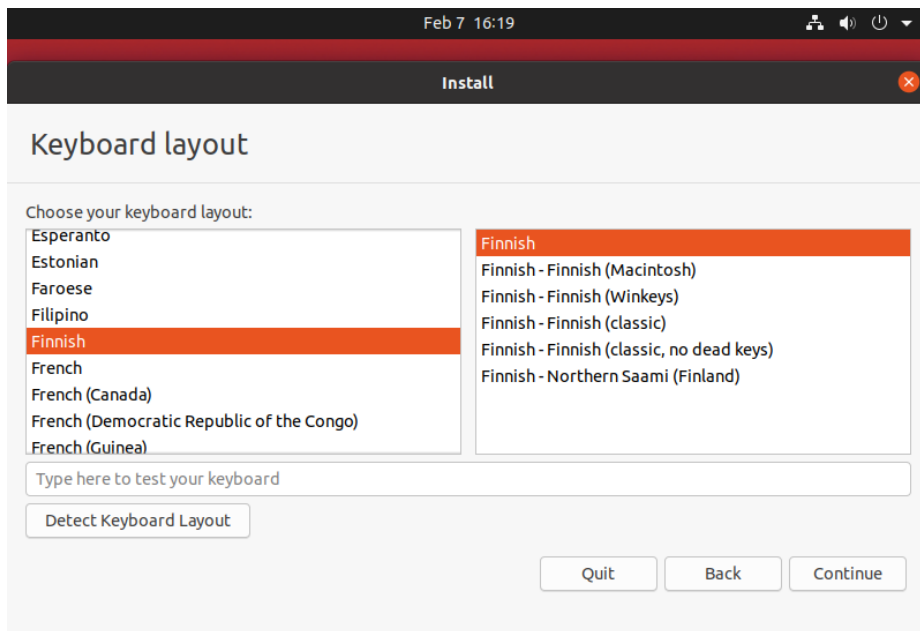 Feb 7 16:19
Install
Keyboard layout
Choose your keyboard layout:
Esperanto
Estonian
Faroese
Filipino
Finnish
French
French (Canada)
French (Democratic Republic of the Congo)
French (Guinea)
Finnish
Finnish - Finnish (Macintosh)
Finnish - Finnish (Winkeys)
Finnish - Finnish (classic)
Finnish - Finnish (classic, no dead keys)
Finnish - Northern Saami (Finland)
Type here to test your keyboard
Detect Keyboard Layout
Quit
Back
Continue